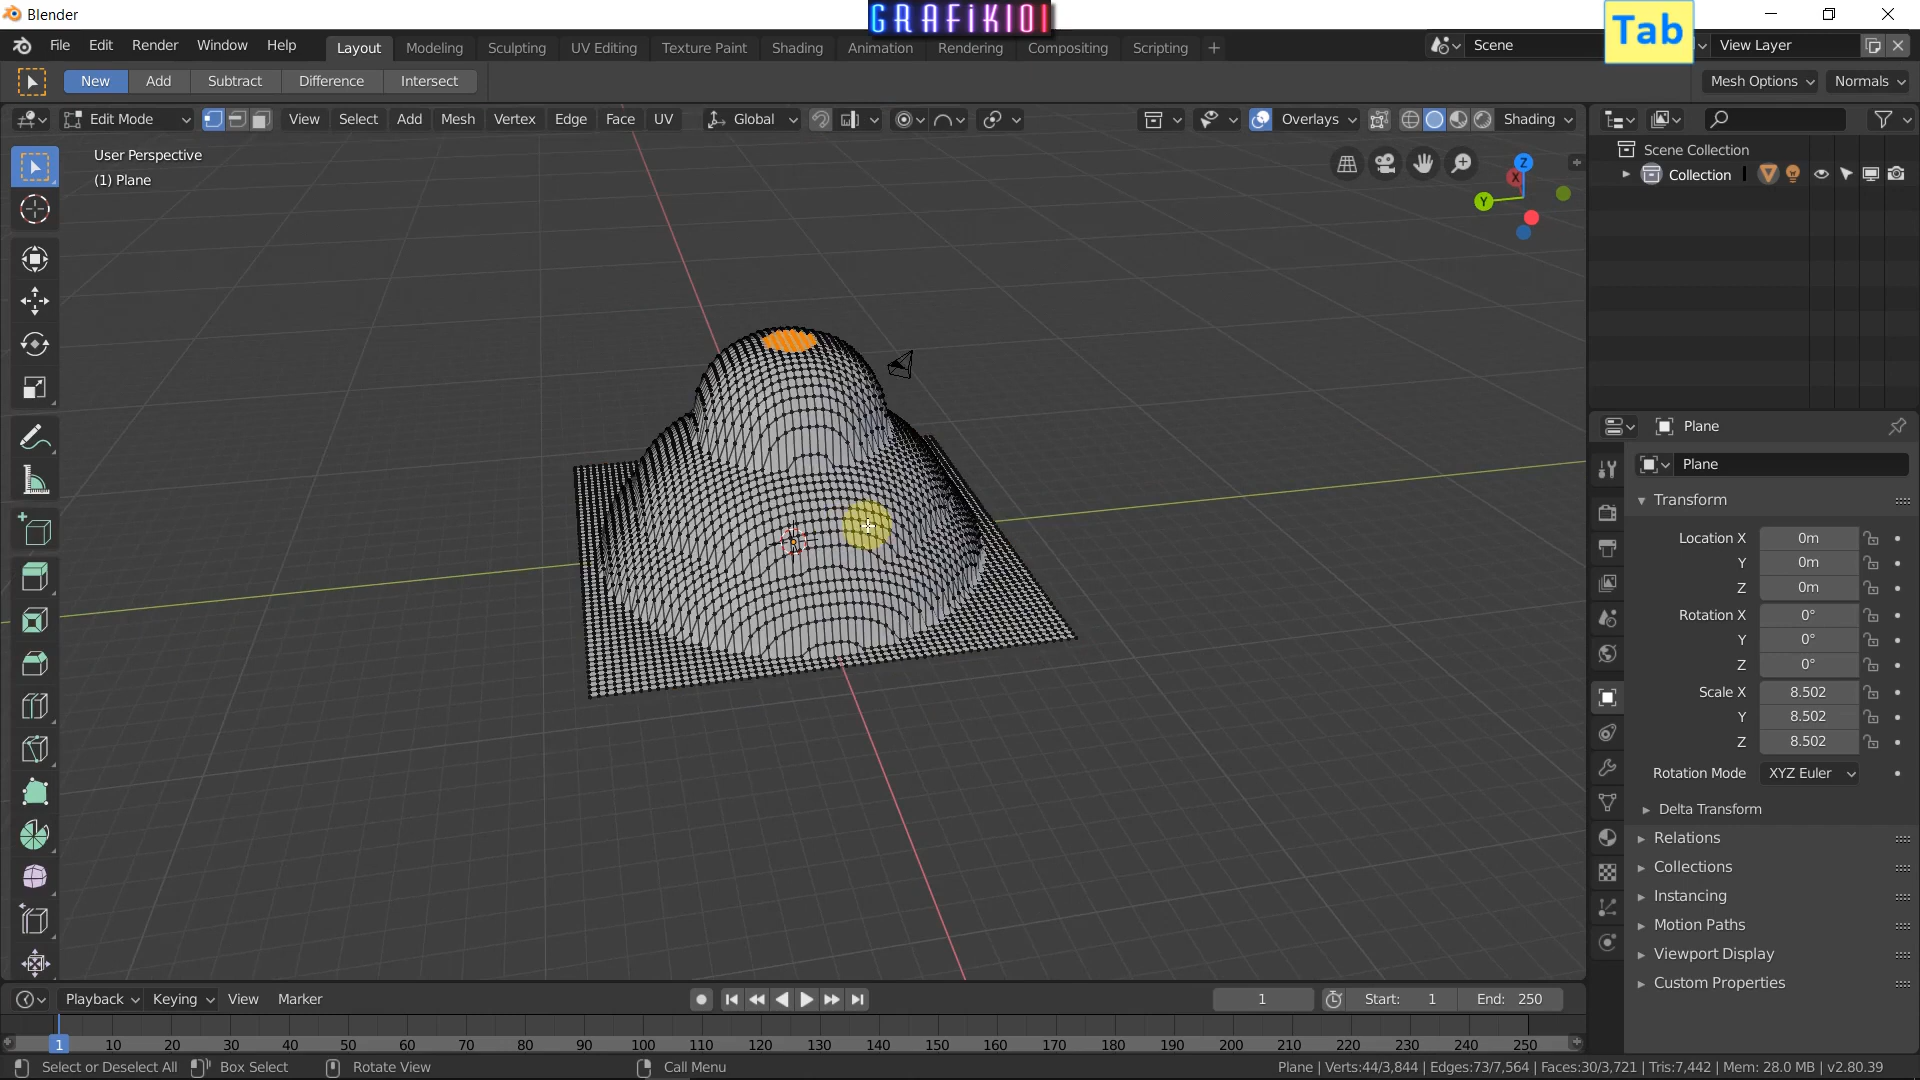 Blender
GRAFiK101
Tab
File Edit Render Window Help
Layout Modeling Sculpting UV Editing Texture Paint Shading Animation Rendering Compositing Scripting +
Scene
View Layer
New Add Subtract Difference Intersect
Mesh Options Normals
Edit Mode View Select Add Mesh Vertex Edge Face UV Global Overlays Shading
User Perspective
(1) Plane
Z
X
Y
Scene Collection
Collection
Plane
Plane
Transform
Location X 0m
Y 0m
Z 0m
Rotation X 0°
Y 0°
Z 0°
Scale X 8.502
Y 8.502
Z 8.502
Rotation Mode XYZ Euler
Delta Transform
Relations
Collections
Instancing
Motion Paths
Viewport Display
Custom Properties
Playback Keying View Marker
1 Start: 1 End: 250
1 10 20 30 40 50 60 70 80 90 100 110 120 130 140 150 160 170 180 190 200 210 220 230 240 250
Select or Deselect All Box Select Rotate View Call Menu
Plane | Verts:44/3,844 | Edges:73/7,564 | Faces:30/3,721 | Tris:7,442 | Mem: 28.0 MB | v2.80.39